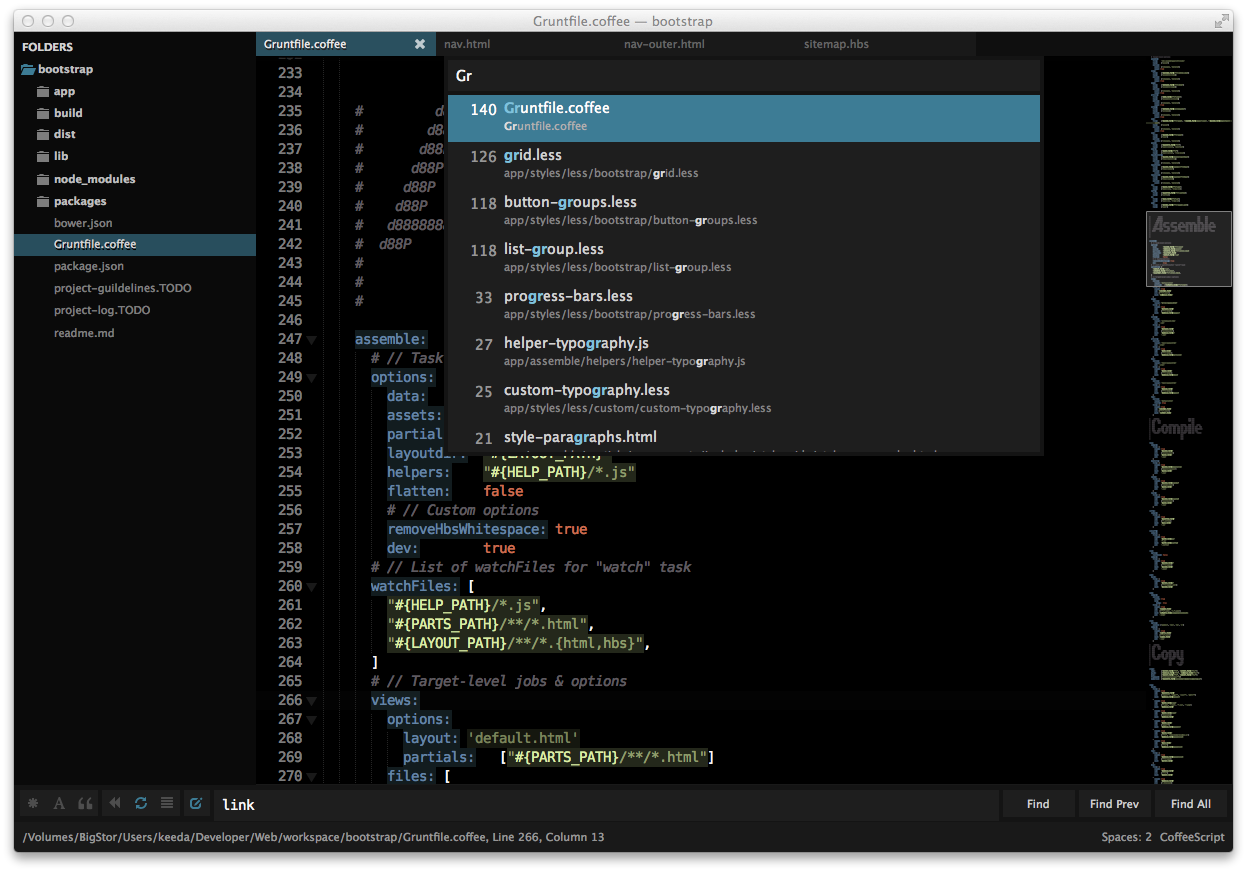 Gruntfile.coffee — bootstrap
FOLDERS
bootstrap
app
build
dist
lib
node_modules
packages
bower.json
Gruntfile.coffee
package.json
project-guildelines.TODO
project-log.TODO
readme.md
Gruntfile.coffee
nav.html
nav-outer.html
sitemap.hbs
Gr
140 Gruntfile.coffee
Gruntfile.coffee
126 grid.less
app/styles/less/bootstrap/grid.less
118 button-groups.less
app/styles/less/bootstrap/button-groups.less
118 list-group.less
app/styles/less/bootstrap/list-group.less
33 progress-bars.less
app/styles/less/bootstrap/progress-bars.less
27 helper-typography.js
app/assemble/helpers/helper-typography.js
25 custom-typography.less
app/styles/less/custom/custom-typography.less
21 style-paragraphs.html
233
234
235 # d
236 # d8
237 # d88
238 # d88P
239 # d88P
240 # d88P
241 # d888888
242 # d88P
243 #
244 #
245 #
246
247 assemble:
248 # // Task
249 options:
250 data:
251 assets:
252 partial
253 layoutdir: "#{LAYOUT_PATH}"
254 helpers: "#{HELP_PATH}/*.js"
255 flatten: false
256 # // Custom options
257 removeHbsWhitespace: true
258 dev: true
259 # // List of watchFiles for "watch" task
260 watchFiles: [
261 "#{HELP_PATH}/*.js",
262 "#{PARTS_PATH}/**/*.html",
263 "#{LAYOUT_PATH}/**/*.{html,hbs}",
264 ]
265 # // Target-level jobs & options
266 views:
267 options:
268 layout: 'default.html'
269 partials: ["#{PARTS_PATH}/**/*.html"]
270 files: [
Assemble
Compile
Copy
link
Find
Find Prev
Find All
/Volumes/BigStor/Users/keeda/Developer/Web/workspace/bootstrap/Gruntfile.coffee, Line 266, Column 13
Spaces: 2 CoffeeScript